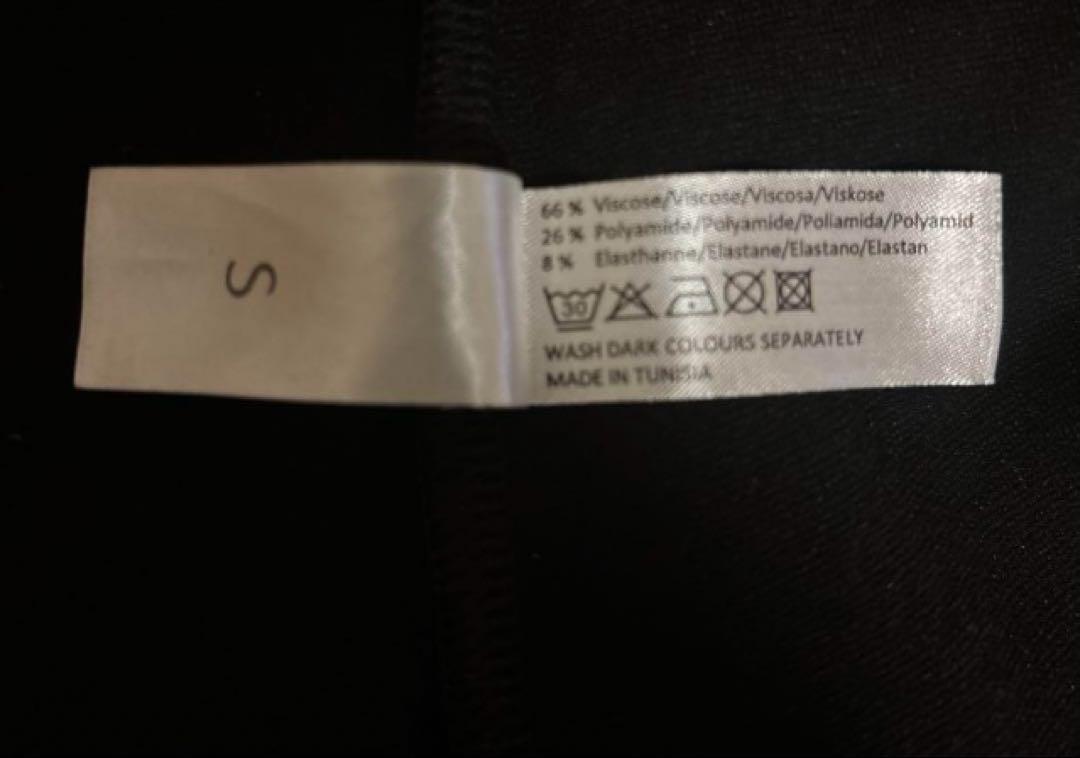 S
66 % Viscose/Viscose/Viscosa/Viskose
26 % Polyamide/Polyamide/Poliamida/Polyamid
8 % Elasthanne/Elastane/Elastano/Elastan
30
WASH DARK COLOURS SEPARATELY
MADE IN TUNISIA